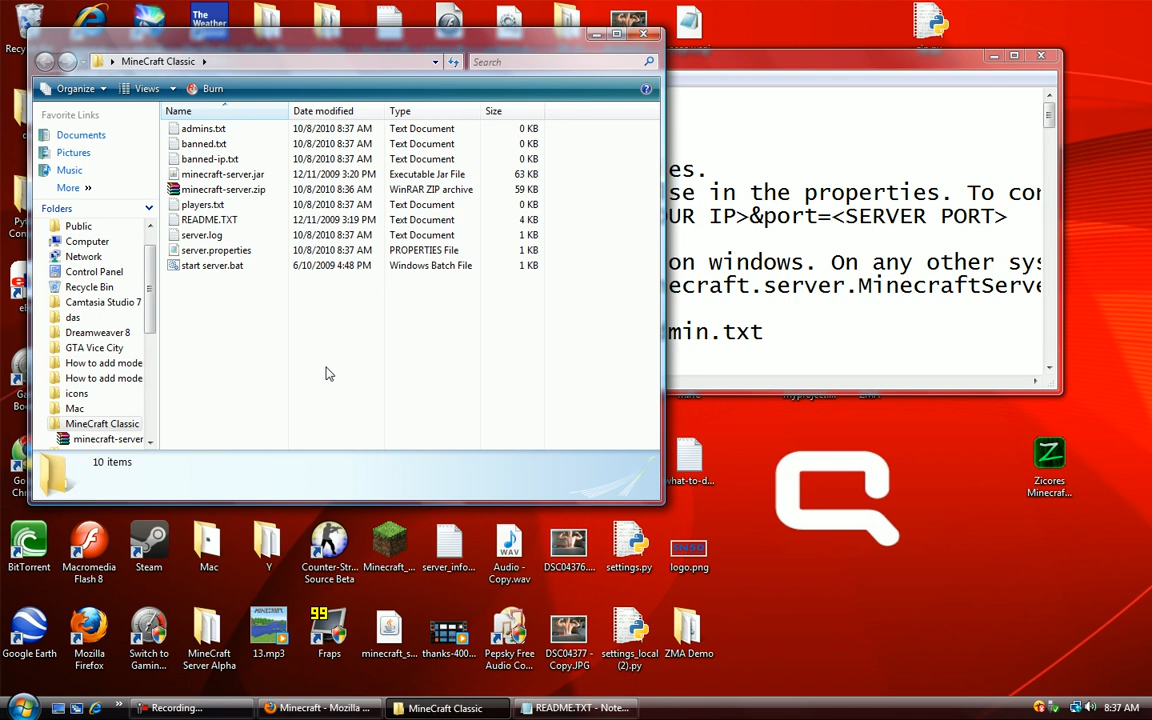 Recy
The
Weather
MineCraft Classic
Search
Organize
Views
Burn
Favorite Links
Documents
Pictures
Music
More »
Folders
Public
Computer
Network
Control Panel
Recycle Bin
Camtasia Studio 7
das
Dreamweaver 8
GTA Vice City
How to add mode
How to add mode
icons
Mac
MineCraft Classic
minecraft-server
Name Date modified Type Size
admins.txt 10/8/2010 8:37 AM Text Document 0 KB
banned.txt 10/8/2010 8:37 AM Text Document 0 KB
banned-ip.txt 10/8/2010 8:37 AM Text Document 0 KB
minecraft-server.jar 12/11/2009 3:20 PM Executable Jar File 63 KB
minecraft-server.zip 10/8/2010 8:36 AM WinRAR ZIP archive 59 KB
players.txt 10/8/2010 8:37 AM Text Document 0 KB
README.TXT 12/11/2009 3:19 PM Text Document 4 KB
server.log 10/8/2010 8:37 AM Text Document 1 KB
server.properties 10/8/2010 8:37 AM PROPERTIES File 1 KB
start server.bat 6/10/2009 4:48 PM Windows Batch File 1 KB
10 items
es.
se in the properties. To cor
UR IP>&port=<SERVER PORT>
on windows. On any other sys
ecraft.server.MinecraftServe
min.txt
what-to-d...
Zicores
Minecraf...
BitTorrent
Macromedia
Flash 8
Steam
Mac
Y
Counter-Str...
Source Beta
Minecraft_...
server_info...
Audio -
Copy.wav
DSC04376....
settings.py
logo.png
Google Earth
Mozilla
Firefox
Switch to
Gamin...
MineCraft
Server Alpha
13.mp3
99
Fraps
minecraft_s...
thanks-400...
Pepsky Free
Audio Co...
DSC04377 -
Copy.JPG
settings_local
(2).py
ZMA Demo
Recording...
Minecraft - Mozilla ...
MineCraft Classic
README.TXT - Note...
8:37 AM